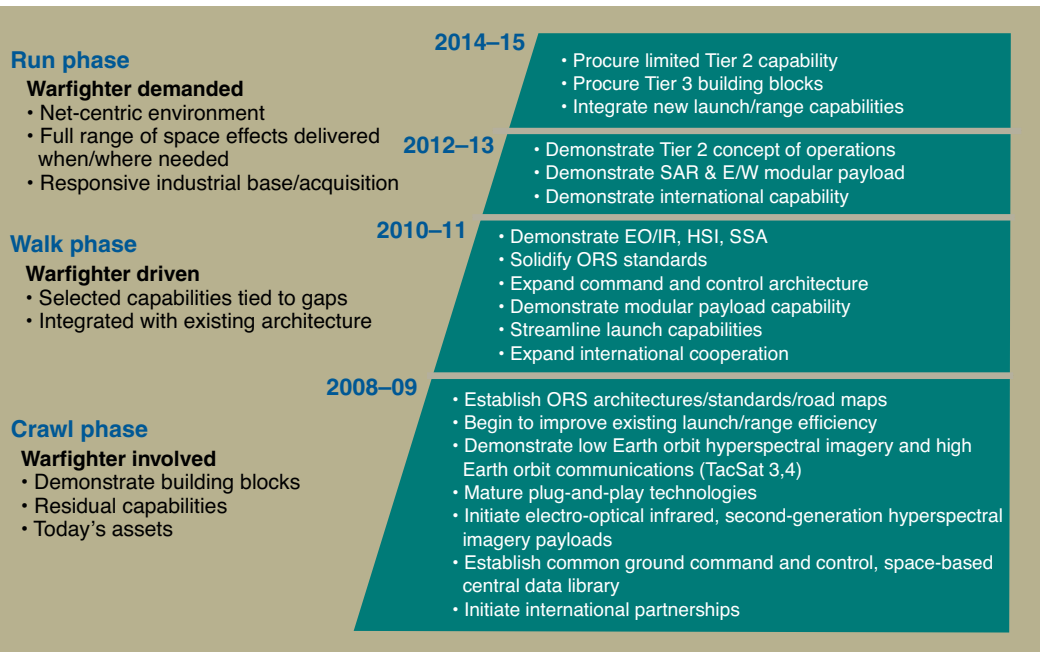 Run phase
Warfighter demanded
• Net-centric environment
• Full range of space effects delivered
when/where needed
• Responsive industrial base/acquisition
2014–15
• Procure limited Tier 2 capability
• Procure Tier 3 building blocks
• Integrate new launch/range capabilities
2012–13
• Demonstrate Tier 2 concept of operations
• Demonstrate SAR & E/W modular payload
• Demonstrate international capability
Walk phase
Warfighter driven
• Selected capabilities tied to gaps
• Integrated with existing architecture
2010–11
• Demonstrate EO/IR, HSI, SSA
• Solidify ORS standards
• Expand command and control architecture
• Demonstrate modular payload capability
• Streamline launch capabilities
• Expand international cooperation
Crawl phase
Warfighter involved
• Demonstrate building blocks
• Residual capabilities
• Today's assets
2008–09
• Establish ORS architectures/standards/road maps
• Begin to improve existing launch/range efficiency
• Demonstrate low Earth orbit hyperspectral imagery and high
Earth orbit communications (TacSat 3,4)
• Mature plug-and-play technologies
• Initiate electro-optical infrared, second-generation hyperspectral
imagery payloads
• Establish common ground command and control, space-based
central data library
• Initiate international partnerships